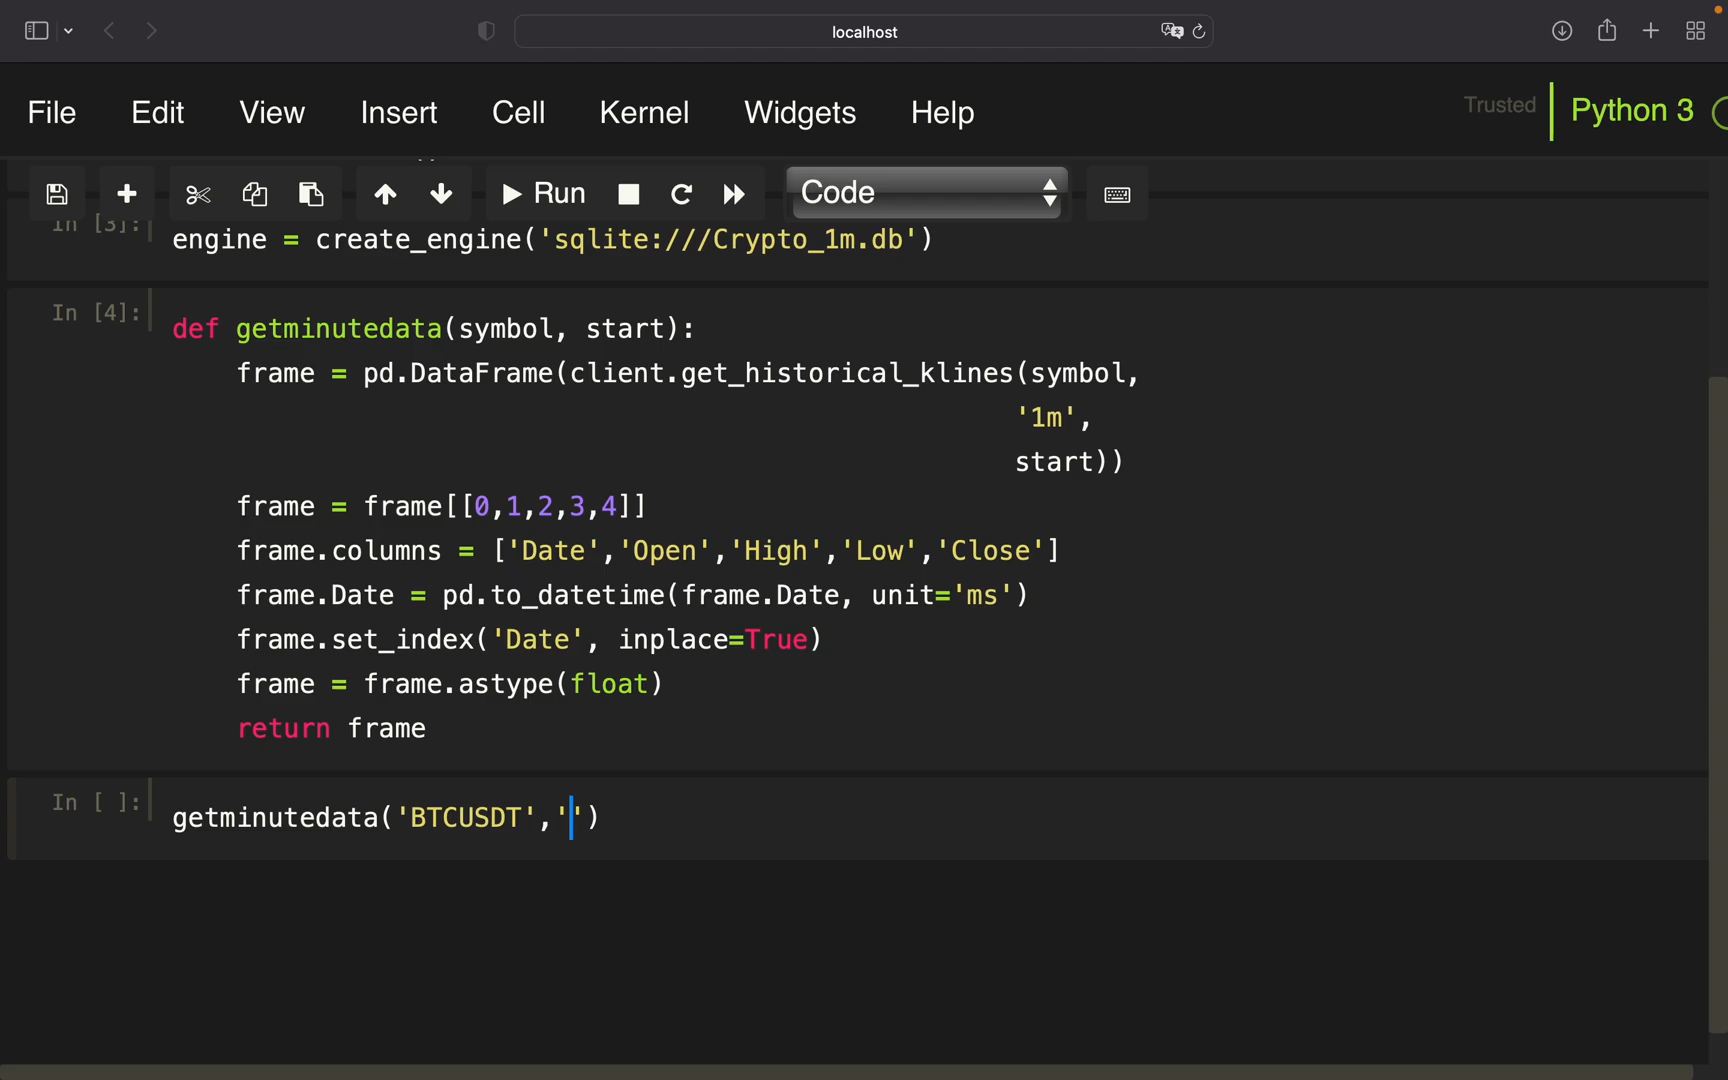 localhost
File Edit View Insert Cell Kernel Widgets Help
Trusted Python 3
Run Code
In [3]:
engine = create_engine('sqlite:///Crypto_1m.db')
In [4]:
def getminutedata(symbol, start):
    frame = pd.DataFrame(client.get_historical_klines(symbol,
                                                     '1m',
                                                     start))
    frame = frame[[0,1,2,3,4]]
    frame.columns = ['Date','Open','High','Low','Close']
    frame.Date = pd.to_datetime(frame.Date, unit='ms')
    frame.set_index('Date', inplace=True)
    frame = frame.astype(float)
    return frame
In [ ]:
getminutedata('BTCUSDT','')